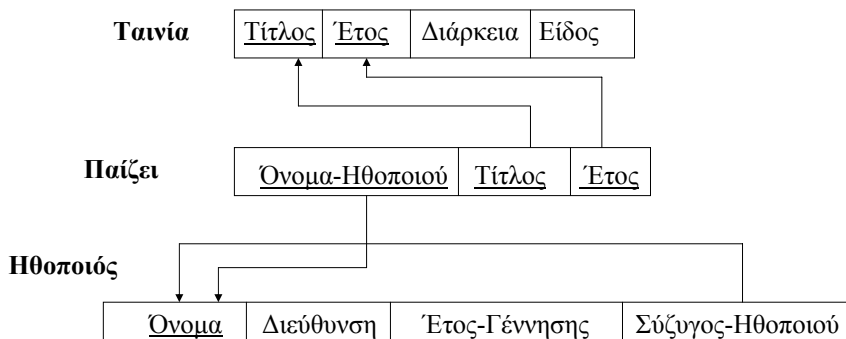 Ταινία Τίτλος Έτος Διάρκεια Είδος
Παίζει Όνομα-Ηθοποιού Τίτλος Έτος
Ηθοποιός
Όνομα Διεύθυνση Έτος-Γέννησης Σύζυγος-Ηθοποιού